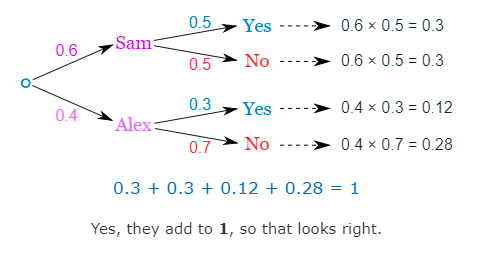 0.6 Sam 0.5 Yes 0.6 × 0.5 = 0.3
0.5 No 0.6 × 0.5 = 0.3
0.4 Alex 0.3 Yes 0.4 × 0.3 = 0.12
0.7 No 0.4 × 0.7 = 0.28
0.3 + 0.3 + 0.12 + 0.28 = 1
Yes, they add to 1, so that looks right.